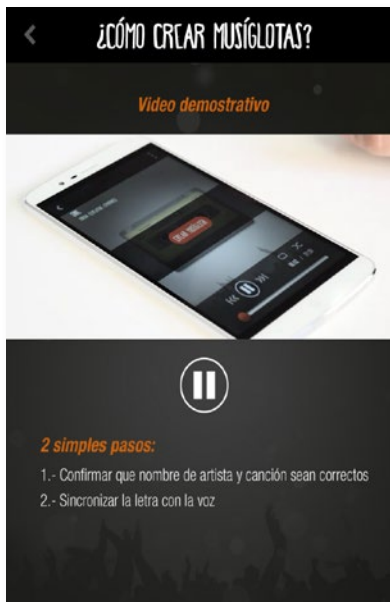 ¿CÓMO CREAR MUSÍGLOTAS?
Video demostrativo
2 simples pasos:
1.- Confirmar que nombre de artista y canción sean correctos
2.- Sincronizar la letra con la voz